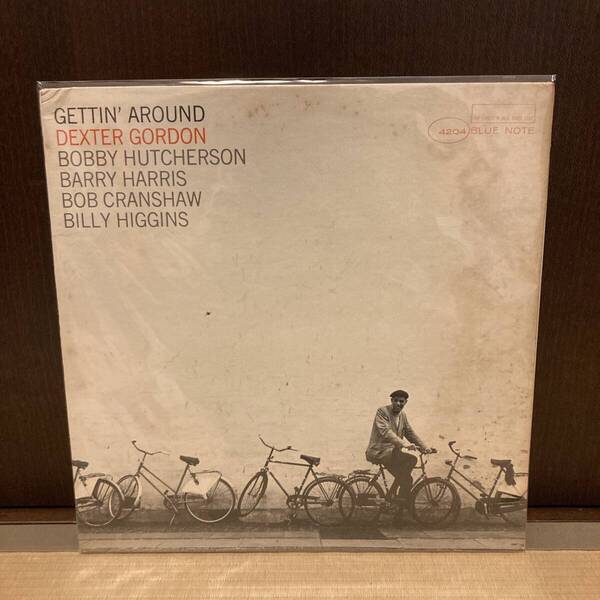 GETTIN' AROUND
DEXTER GORDON
BOBBY HUTCHERSON
BARRY HARRIS
BOB CRANSHAW
BILLY HIGGINS
4204 BLUE NOTE